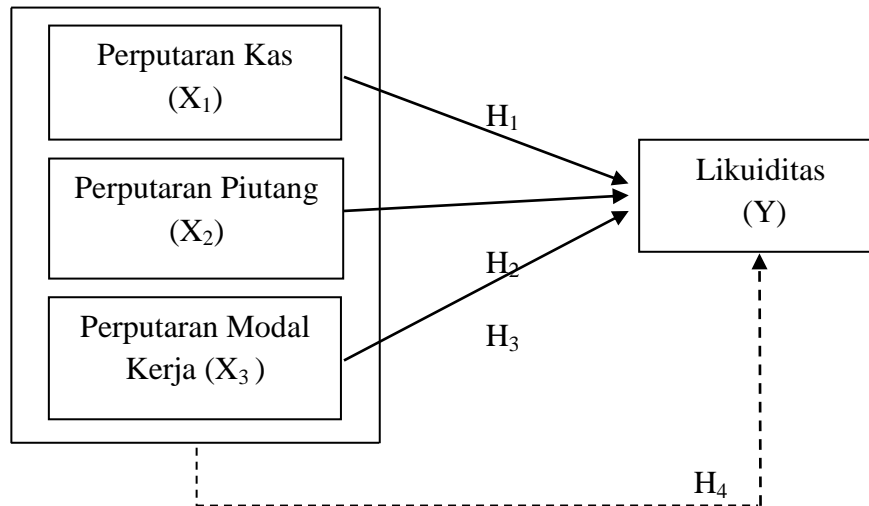 Perputaran Kas
(X₁)
H₁
Perputaran Piutang
(X₂)
Likuiditas
(Y)
H₂
Perputaran Modal
Kerja (X₃ )
H₃
H₄